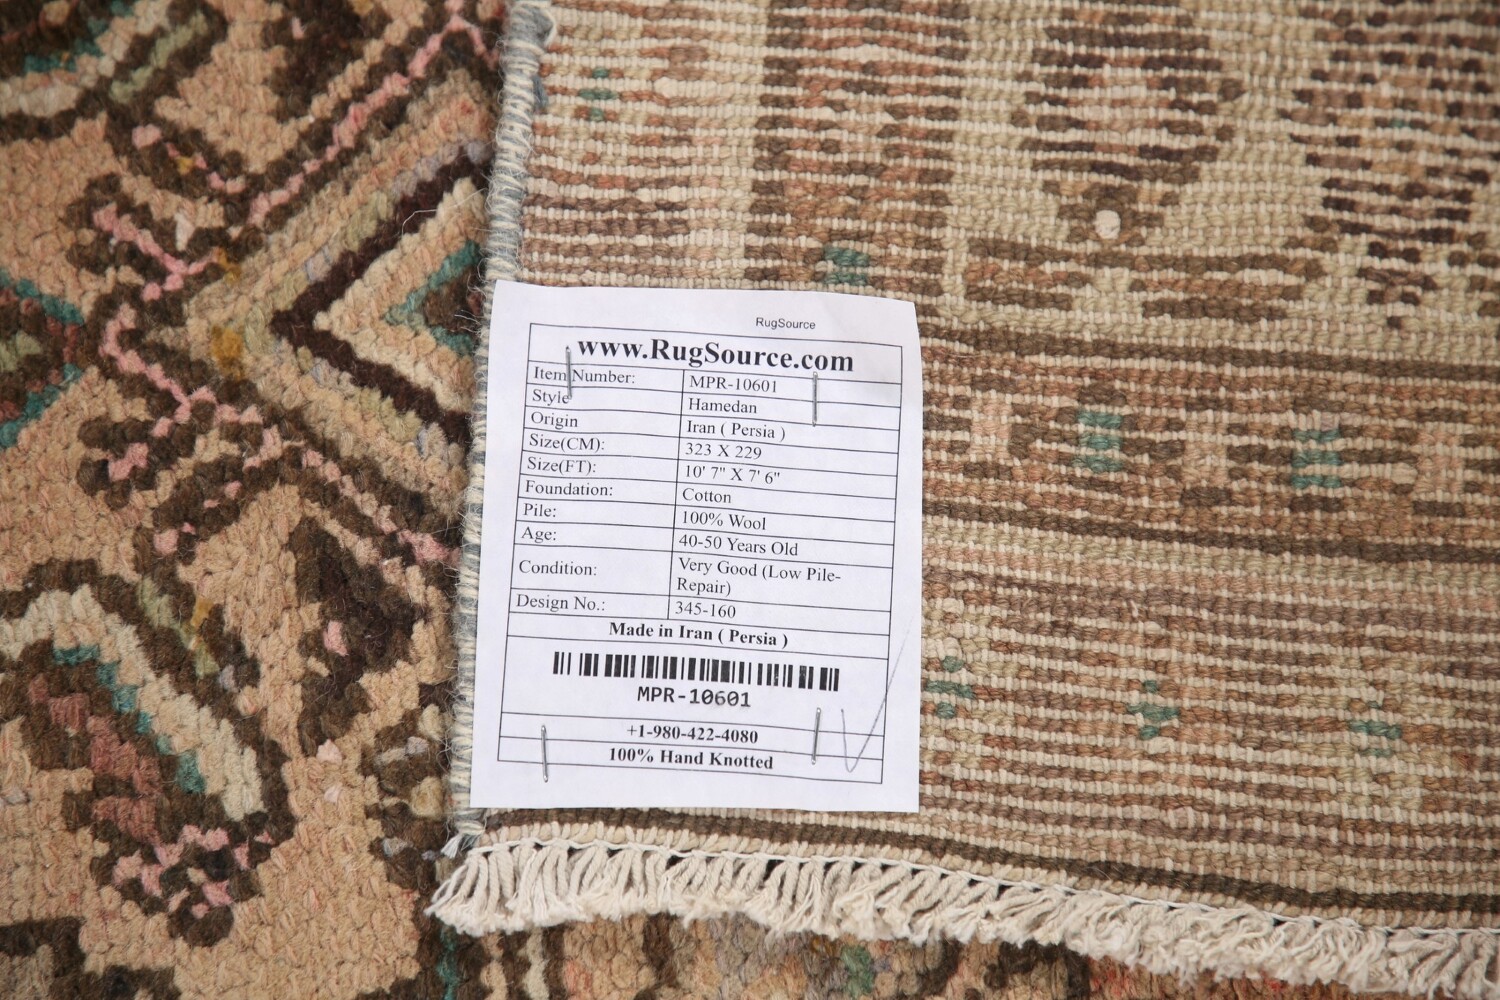 RugSource
www.RugSource.com
Item Number: MPR-10601
Style Hamedan
Origin Iran ( Persia )
Size(CM): 323 X 229
Size(FT): 10' 7" X 7' 6"
Foundation: Cotton
Pile: 100% Wool
Age: 40-50 Years Old
Condition: Very Good (Low Pile-
Repair)
Design No.: 345-160
Made in Iran ( Persia )
MPR-10601
+1-980-422-4080
100% Hand Knotted